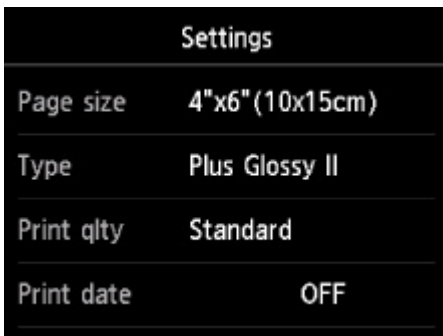 Settings
Page size 4"x6"(10x15cm)
Type Plus Glossy II
Print qlty Standard
Print date OFF